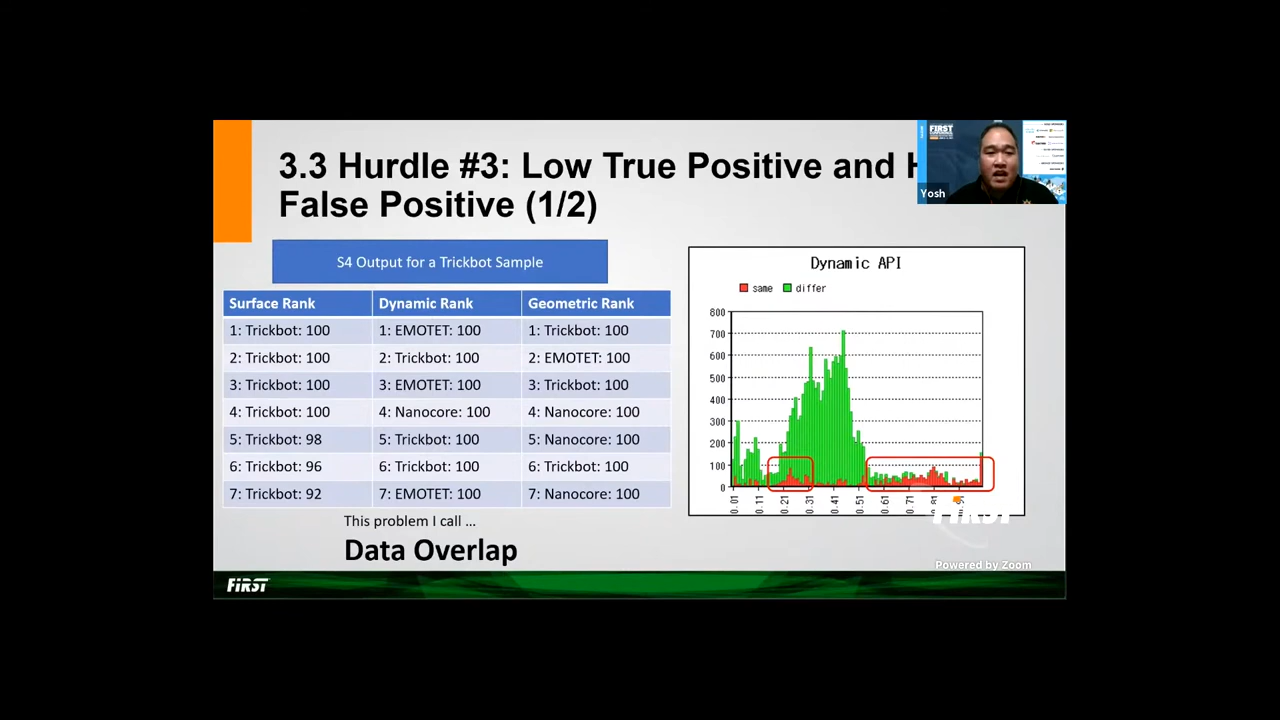 3.3 Hurdle #3: Low True Positive and
False Positive (1/2)
Yosh
FIRST
S4 Output for a Trickbot Sample
Surface Rank Dynamic Rank Geometric Rank
1: Trickbot: 100 1: EMOTET: 100 1: Trickbot: 100
2: Trickbot: 100 2: Trickbot: 100 2: EMOTET: 100
3: Trickbot: 100 3: EMOTET: 100 3: Trickbot: 100
4: Trickbot: 100 4: Nanocore: 100 4: Nanocore: 100
5: Trickbot: 98 5: Trickbot: 100 5: Nanocore: 100
6: Trickbot: 96 6: Trickbot: 100 6: Trickbot: 100
7: Trickbot: 92 7: EMOTET: 100 7: Nanocore: 100
This problem I call ...
Data Overlap
Dynamic API
same differ
800
700
600
500
400
300
200
100
0
0.01 0.11 0.21 0.31 0.41 0.51 0.61 0.71 0.81
FIRST
Powered by Zoom
FIRST